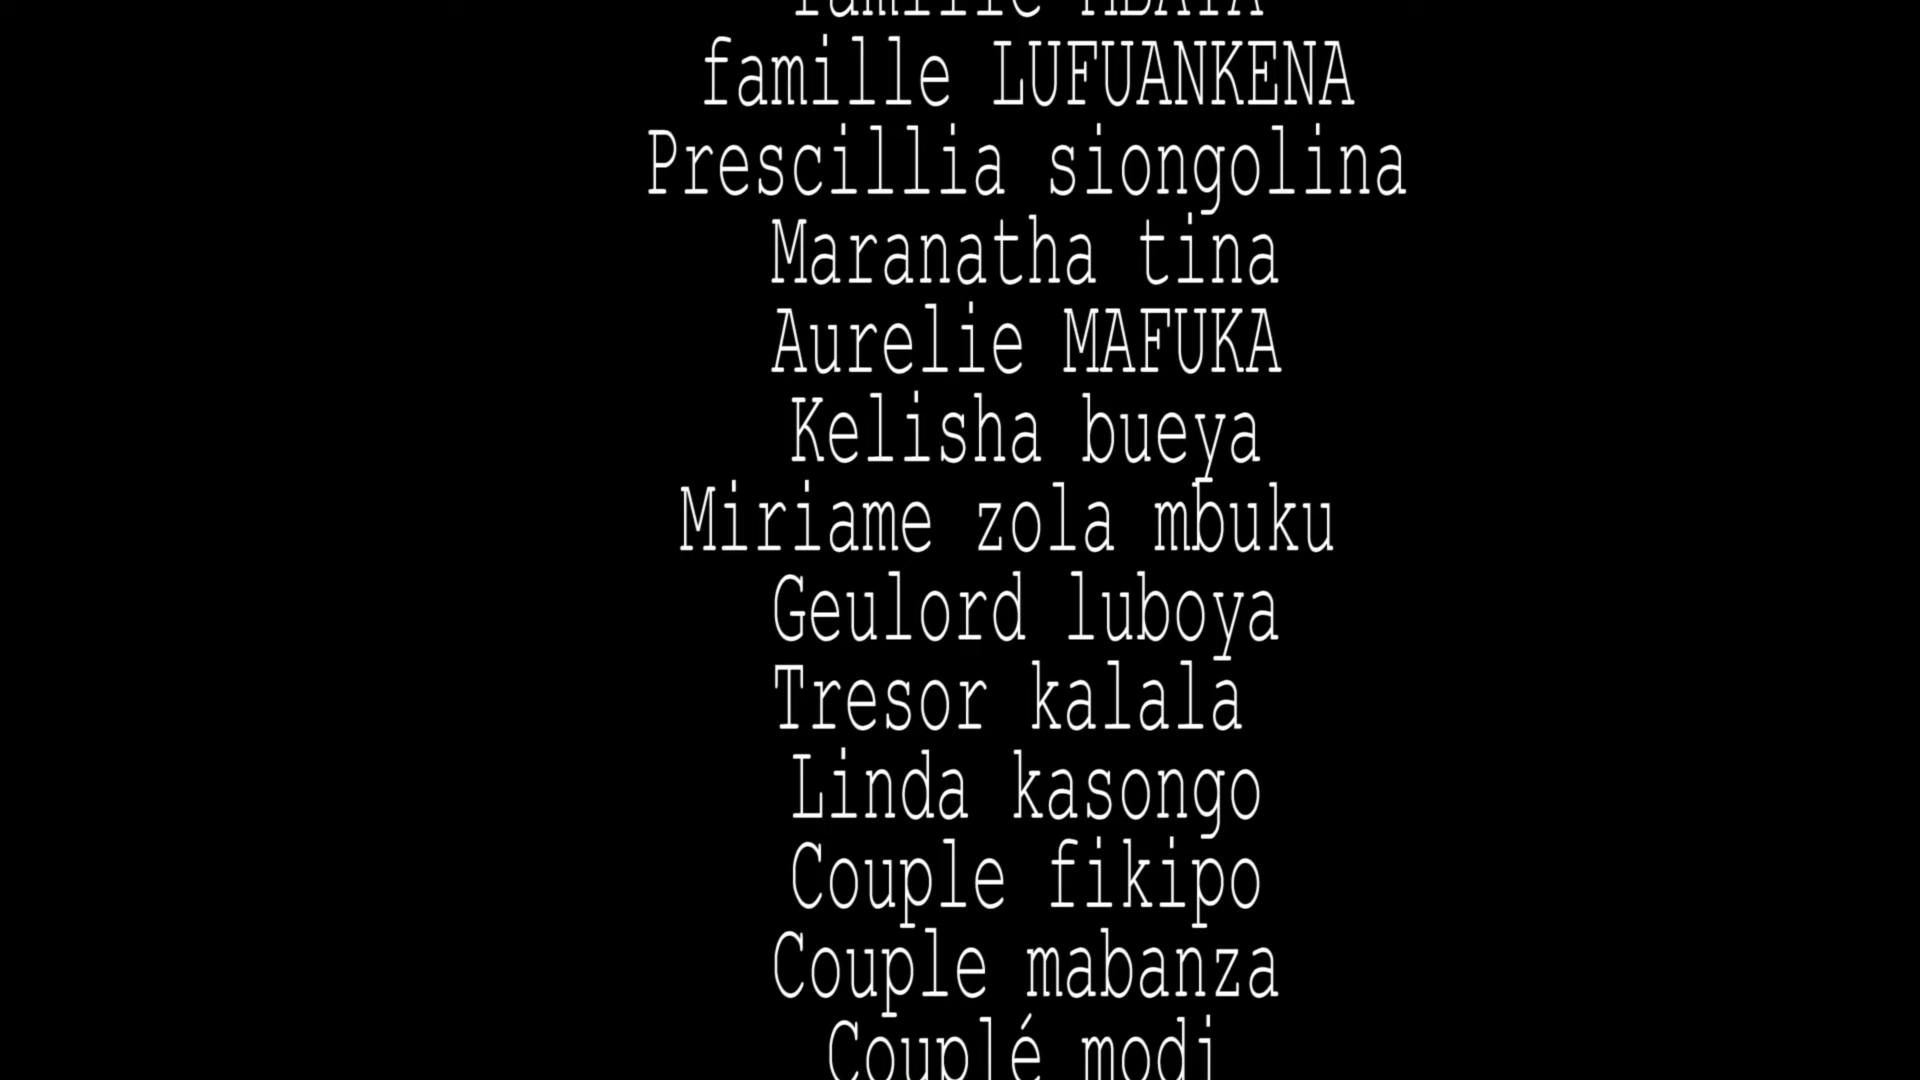 famille
famille LUFUANKENA
Prescillia siongolina
Maranatha tina
Aurelie MAFUKA
Kelisha bueya
Miriame zola mbuku
Geulord luboya
Tresor kalala
Linda kasongo
Couple fikipo
Couple mabanza
Couplé modi